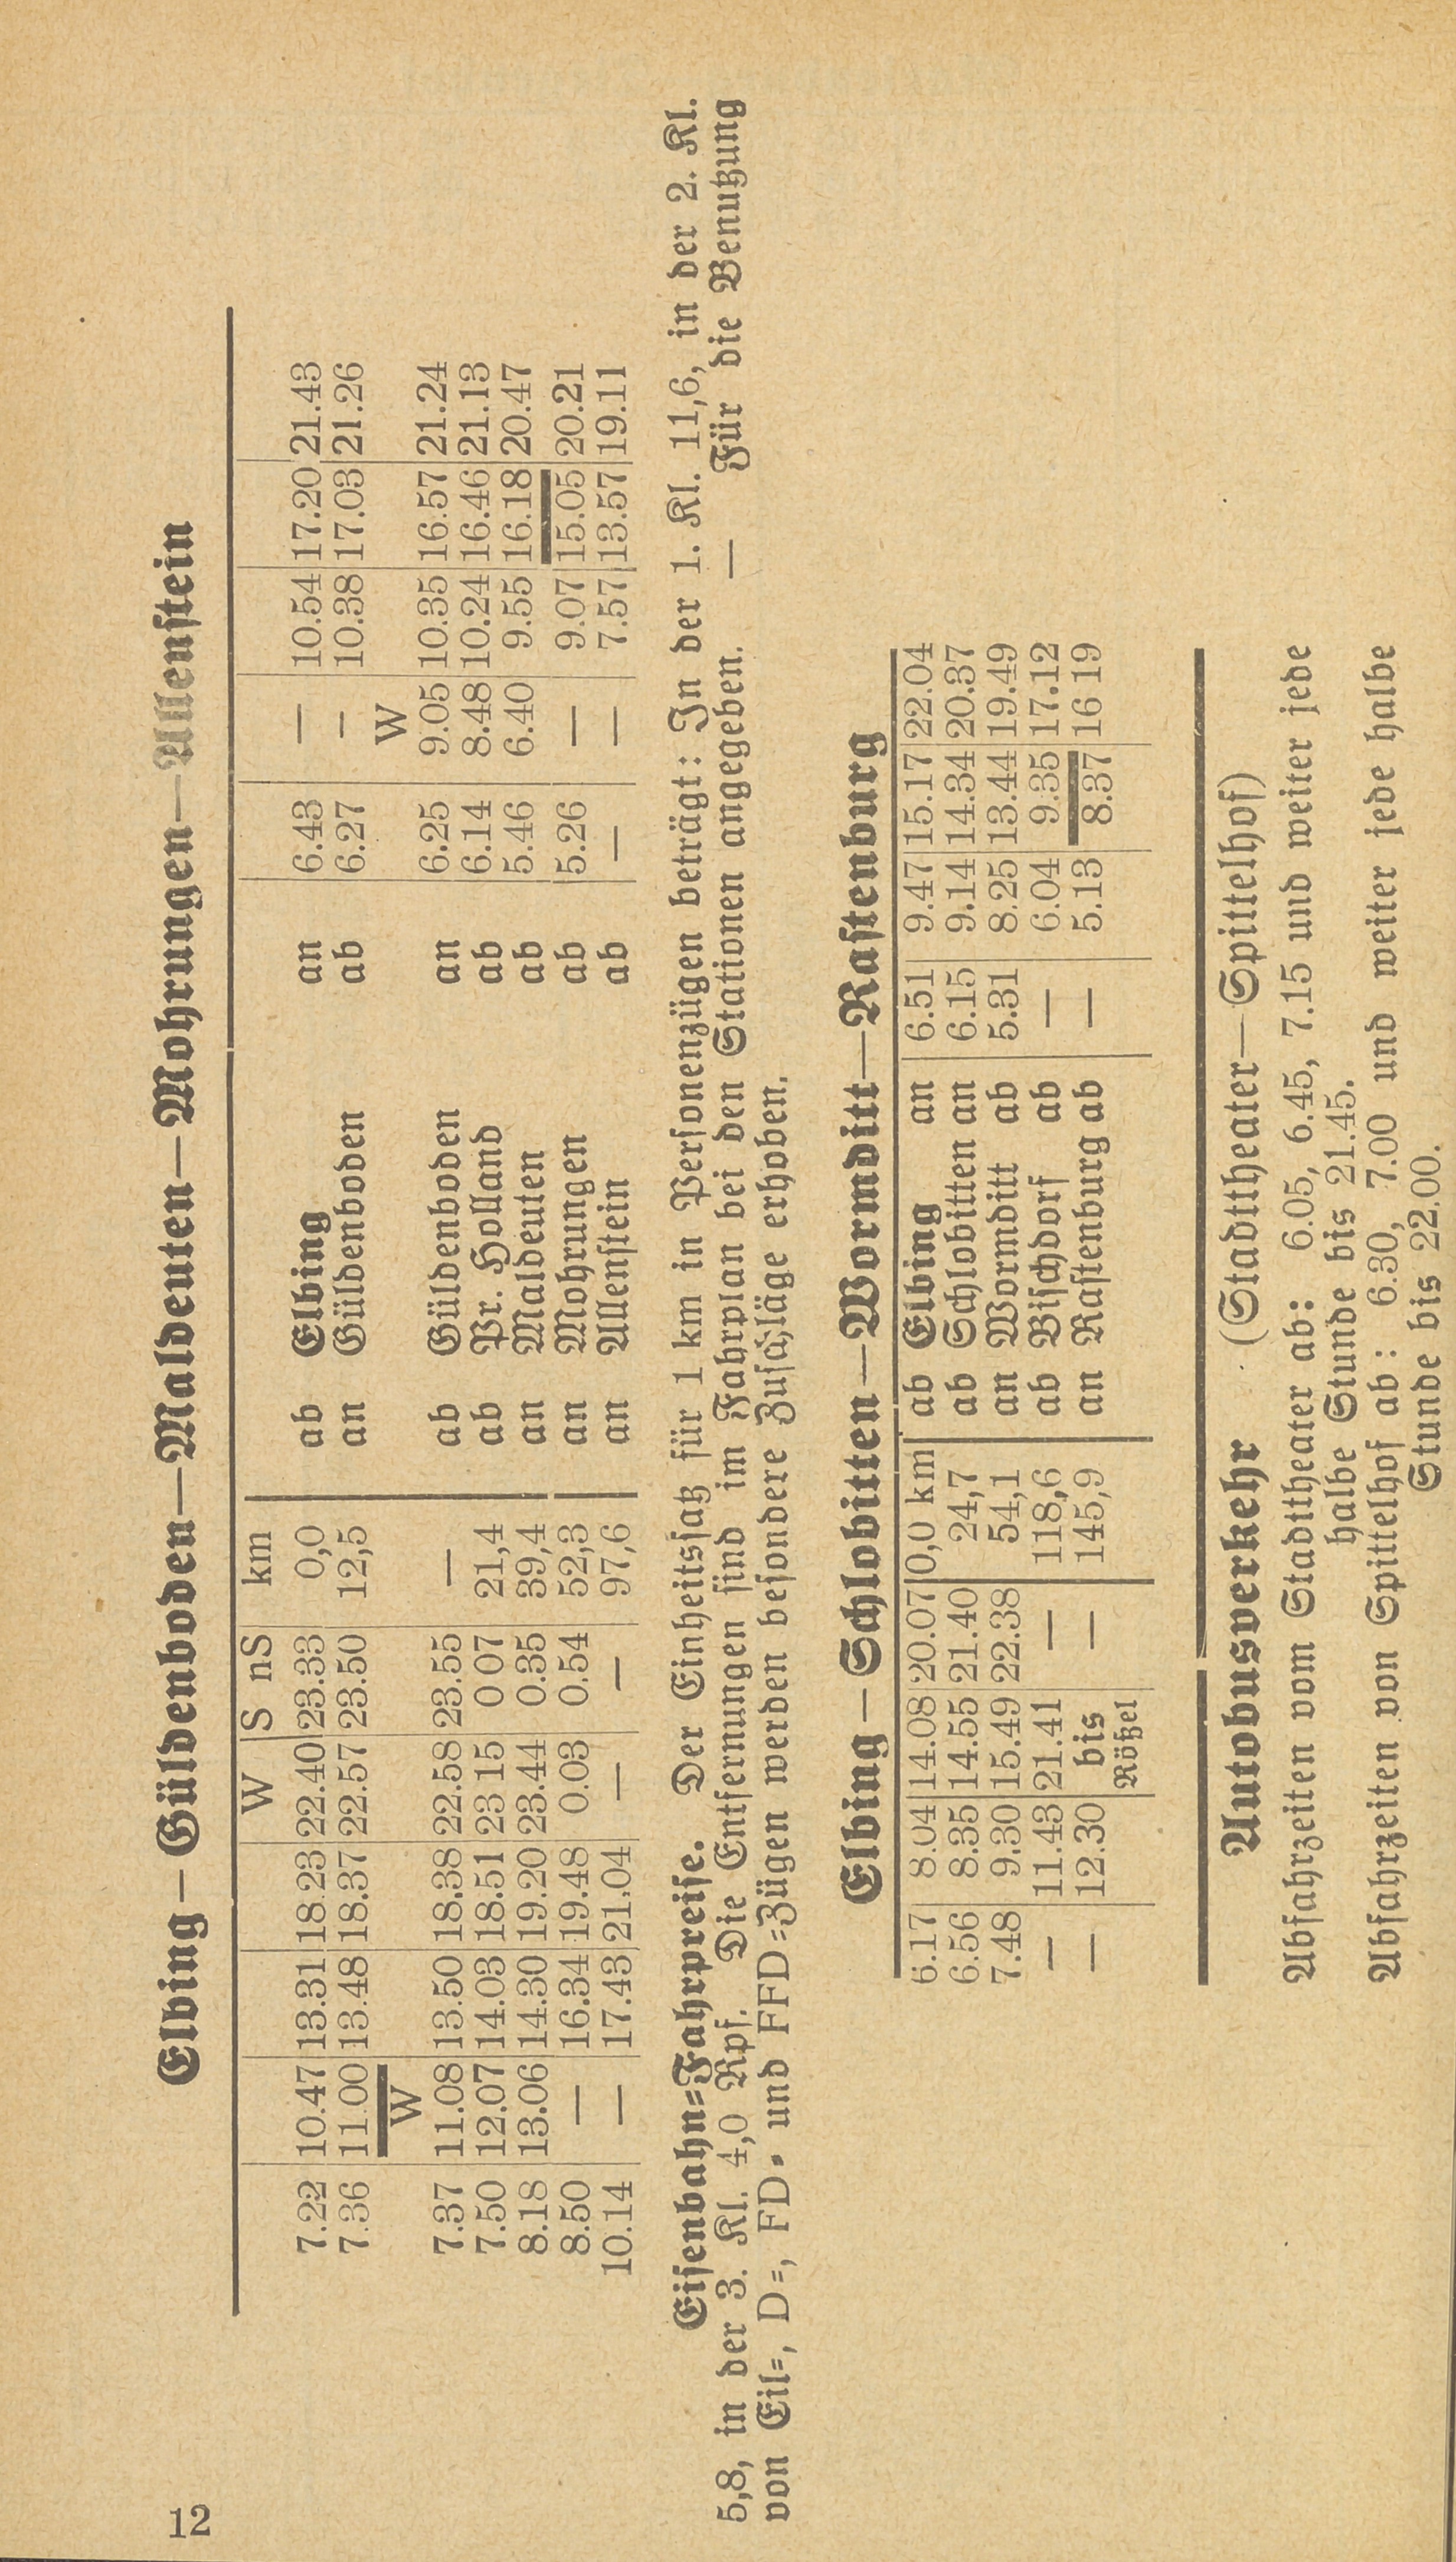 12
Elbing—Güldenboden—Maldeuten—Mohrungen—Allenstein
W S nS km
7.22 10.47 13.31 18.23 22.40 23.33 0,0 ab Elbing an 6.43 — 10.54 17.20 21.43
7.36 11.00 13.48 18.37 22.57 23.50 12,5 an Güldenboden ab 6.27 — 10.38 17.03 21.26
W W
7.37 11.08 13.50 18.38 22.58 23.55 — ab Güldenboden an 6.25 9.05 10.35 16.57 21.24
7.50 12.07 14.03 18.51 23 15 0 07 21,4 ab Pr. Holland ab 6.14 8.48 10.24 16.46 21.13
8.18 13.06 14.30 19.20 23.44 0.35 39,4 an Maldeuten ab 5.46 6.40 9.55 16.18 20.47
8.50 — 16.34 19.48 0.03 0.54 52,3 an Mohrungen ab 5.26 — 9.07 15.05 20.21
10.14 — 17.43 21.04 — — 97,6 an Allenstein ab — — 7.57 13.57 19.11
Eisenbahn=Fahrpreise. Der Einheitssatz für 1 km in Personenzügen beträgt: In der 1. Kl. 11,6, in der 2. Kl.
5,8, in der 3. Kl. 4,0 Rpf. Die Entfernungen sind im Fahrplan bei den Stationen angegeben. — Für die Benutzung
von Eil=, D=, FD= und FFD=Zügen werden besondere Zuschläge erhoben.
Elbing—Schlobitten—Wormditt—Rastenburg
6.17 8.04 14.08 20.07 0,0 km ab Elbing an 6.51 9.47 15.17 22.04
6.56 8.35 14.55 21.40 24,7 ab Schlobitten an 6.15 9.14 14.34 20.37
7.48 9.30 15.49 22.38 54,1 an Wormditt ab 5.31 8.25 13.44 19.49
— 11.43 21.41 — 118,6 ab Bischdorf ab — 6.04 9.35 17.12
— 12.30 bis — 145,9 an Rastenburg ab — 5.13 8.37 16 19
Rößel
Autobusverkehr (Stadttheater—Spittelhof)
Abfahrzeiten vom Stadttheater ab: 6.05, 6.45, 7.15 und weiter jede
halbe Stunde bis 21.45.
Abfahrzeiten von Spittelhof ab: 6.30, 7.00 und weiter jede halbe
Stunde bis 22.00.